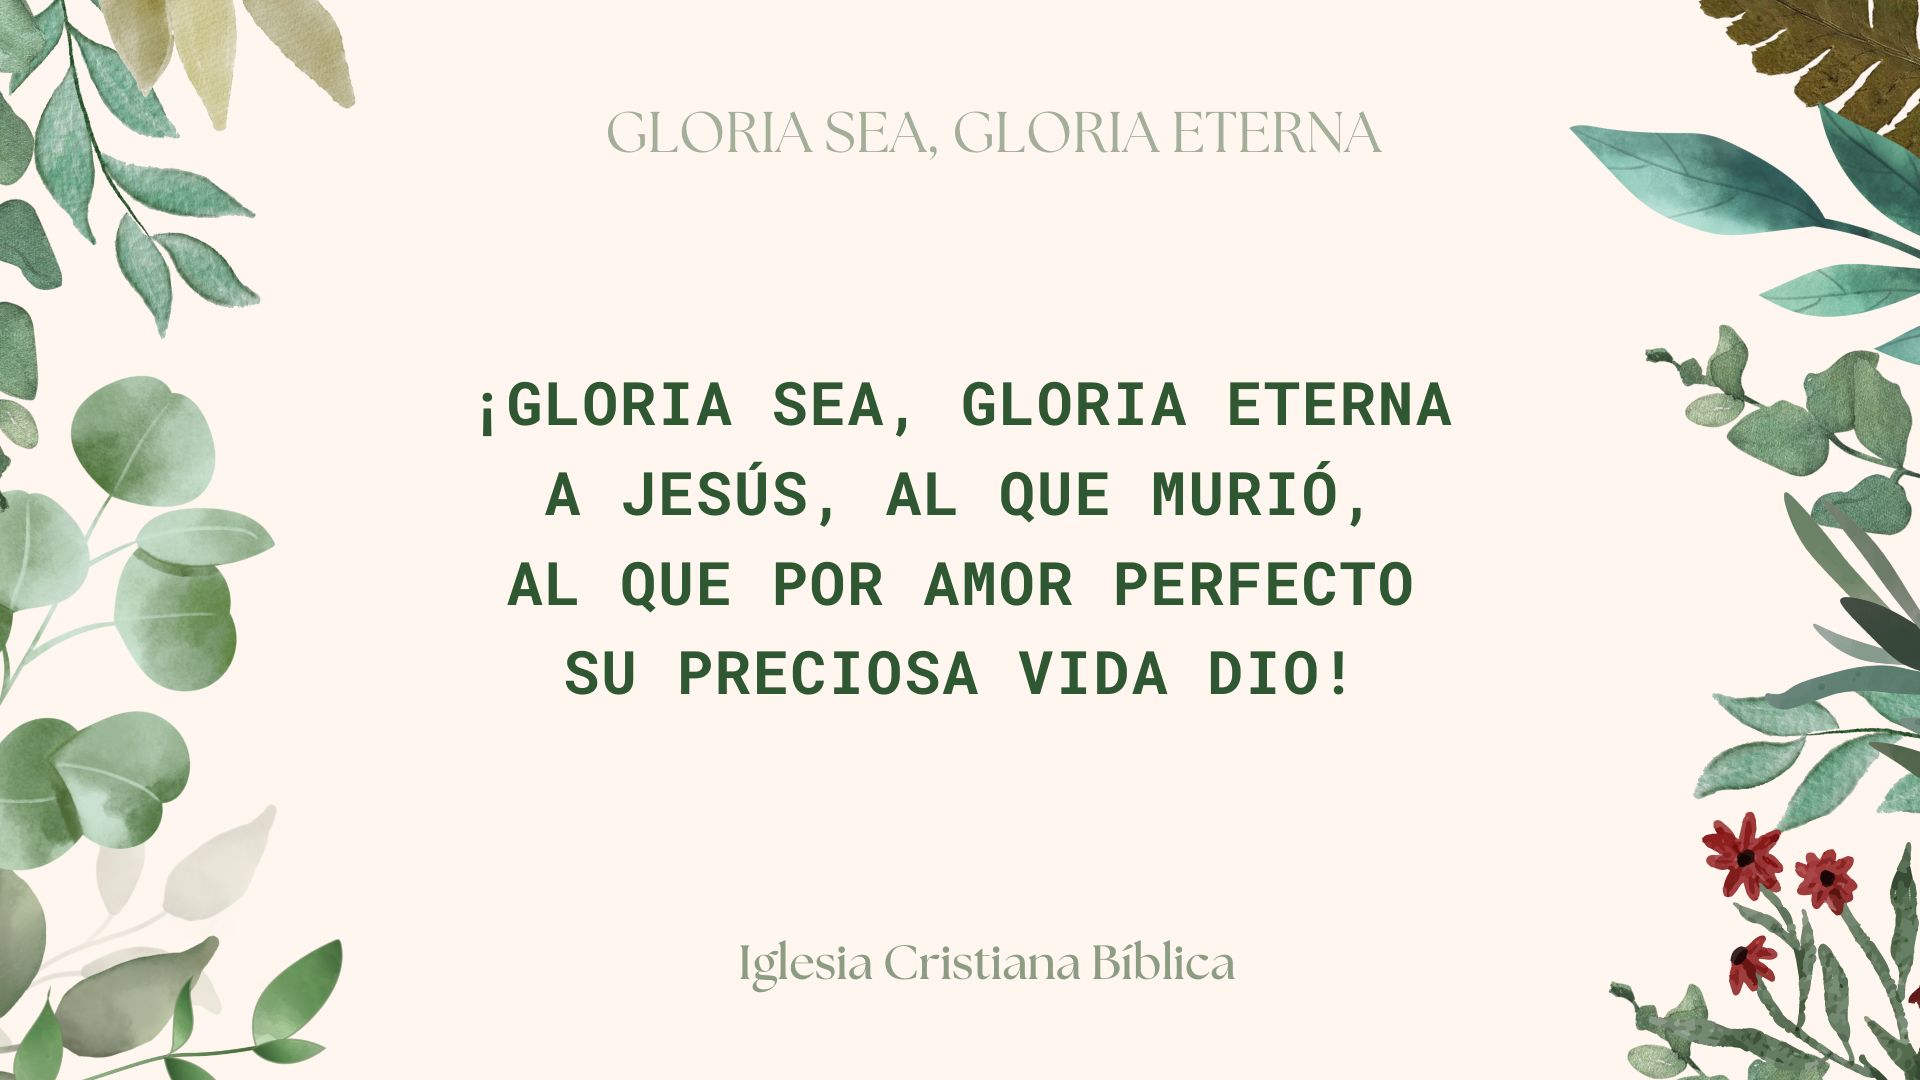 GLORIA SEA, GLORIA ETERNA
¡GLORIA SEA, GLORIA ETERNA
A JESÚS, AL QUE MURIÓ,
AL QUE POR AMOR PERFECTO
SU PRECIOSA VIDA DIO!
Iglesia Cristiana Bíblica